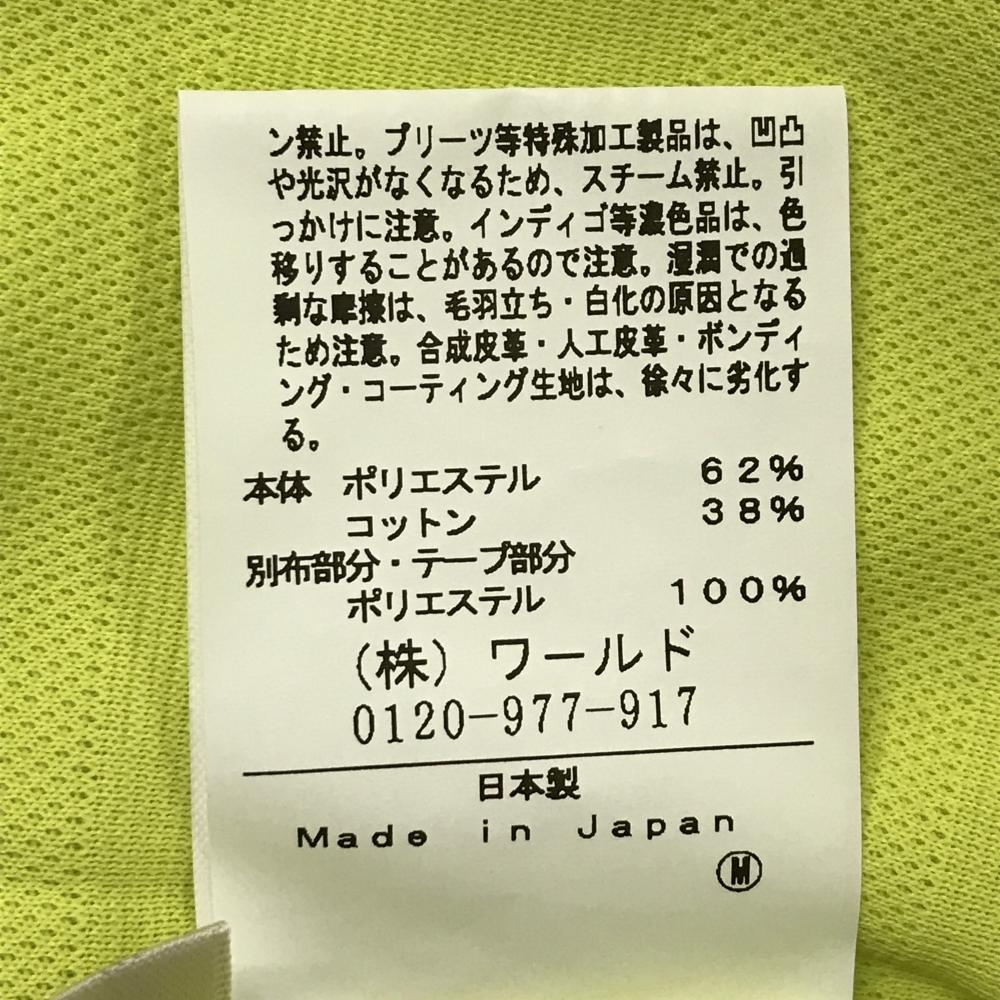 ン禁止。プリーツ等特殊加工製品は、凹凸
や光沢がなくなるため、スチーム禁止。引
っかけに注意。インディゴ等濃色品は、色
移りすることがあるので注意。湿潤での過
剰な摩擦は、毛羽立ち・白化の原因となる
ため注意。合成皮革・人工皮革・ボンディ
ング・コーティング生地は、徐々に劣化す
る。
本体 ポリエステル 62%
コットン 38%
別布部分・テープ部分
ポリエステル 100%
(株) ワールド
0120-977-917
日本製
Made in Japan
Ⓜ